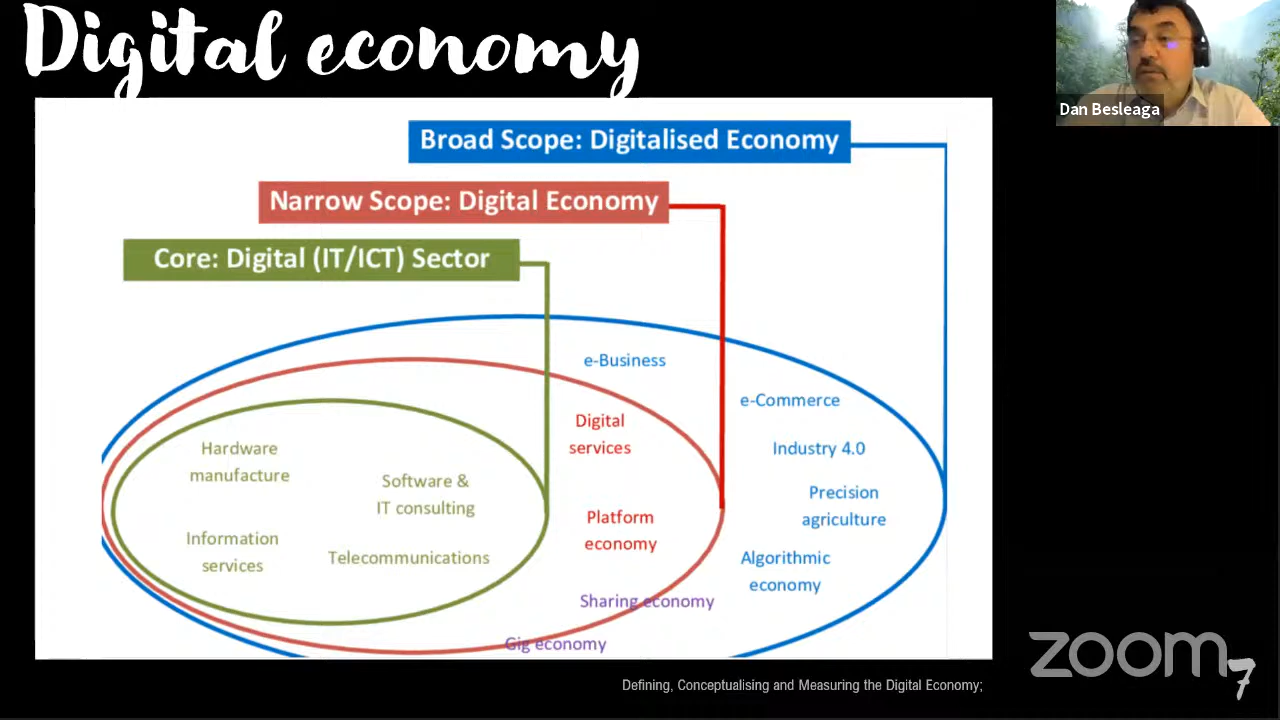 Digital economy
Dan Besleaga
Broad Scope: Digitalised Economy
Narrow Scope: Digital Economy
Core: Digital (IT/ICT) Sector
e-Business
e-Commerce
Digital
services
Industry 4.0
Hardware
manufacture
Software &
IT consulting
Precision
agriculture
Platform
economy
Information
services
Telecommunications
Algorithmic
economy
Sharing economy
Gig economy
zoom
7
Defining, Conceptualising and Measuring the Digital Economy;